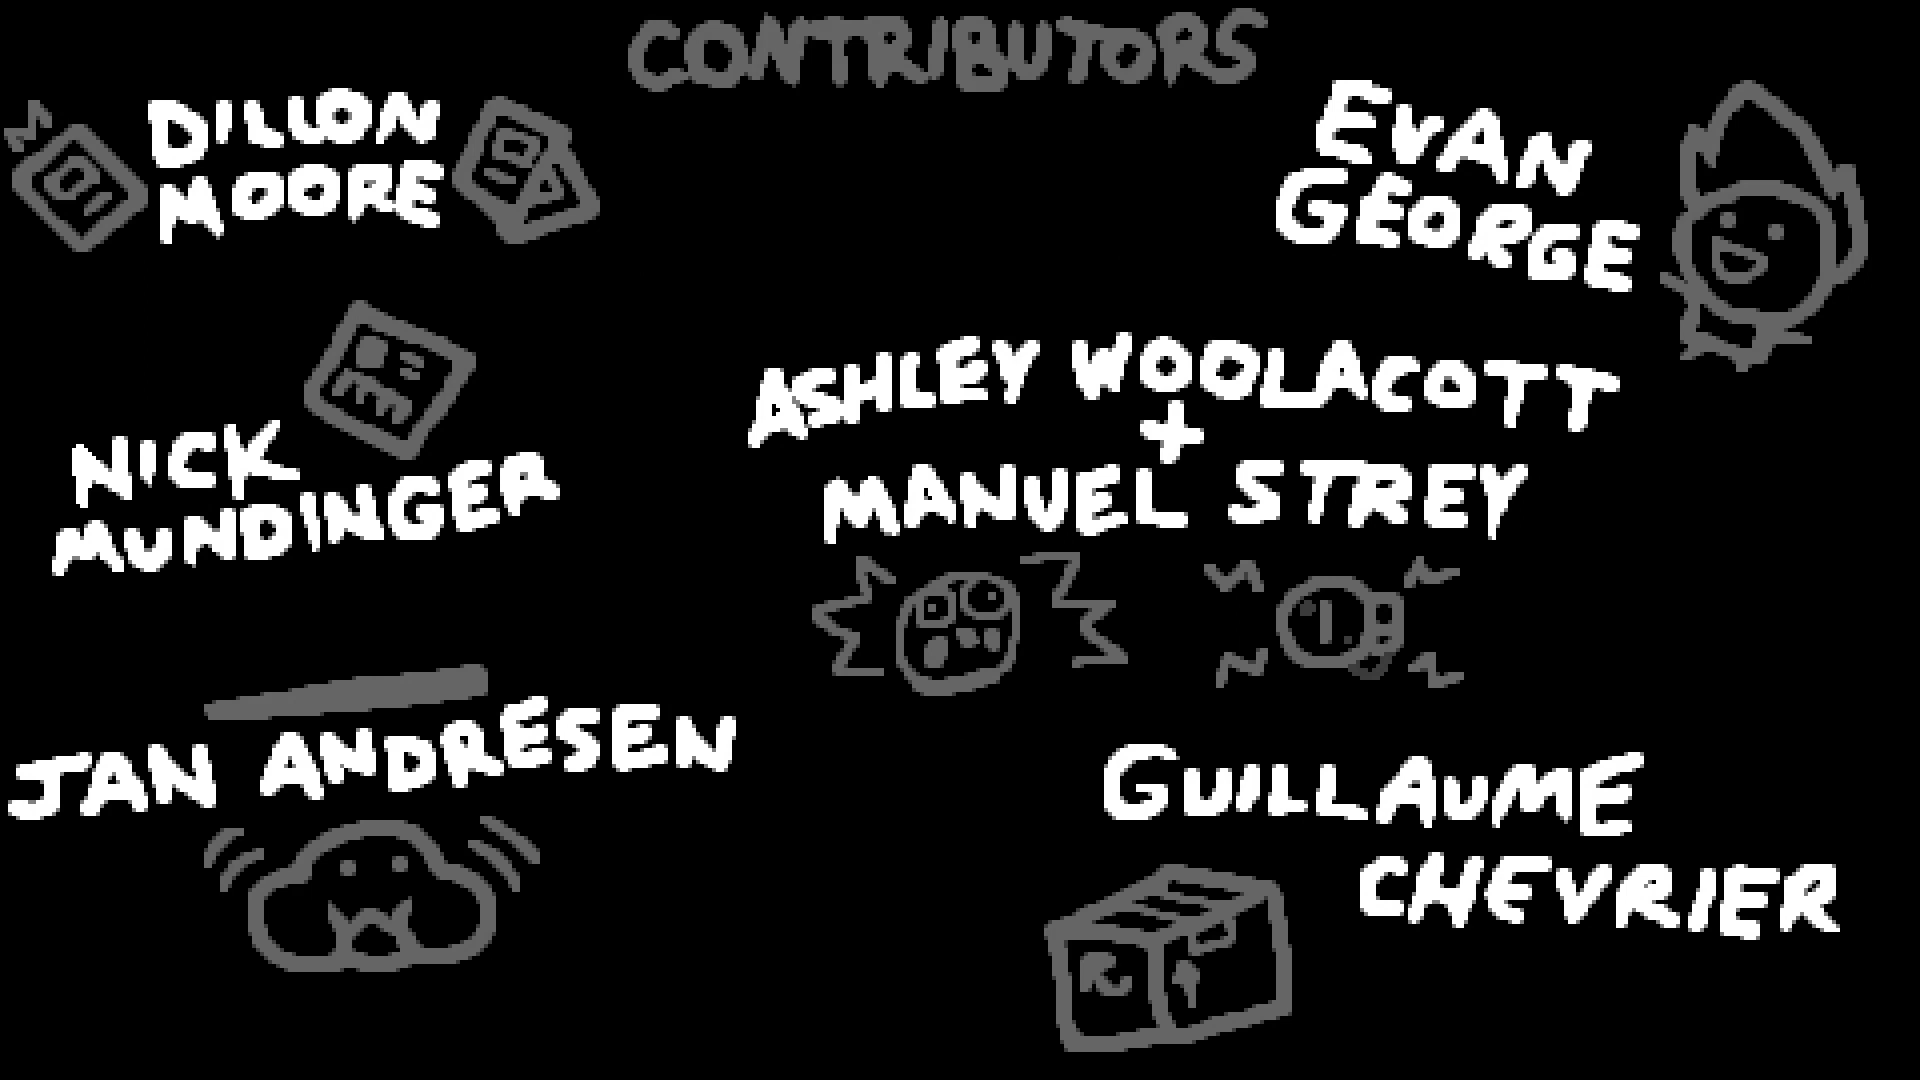 CONTRIBUTORS
DILLON
MOORE
EVAN
GEORGE
ASHLEY WOOLACOTT
+
MANUEL STREY
NICK
MUNDINGER
JAN ANDRESEN
GUILLAUME
CHEVRIER